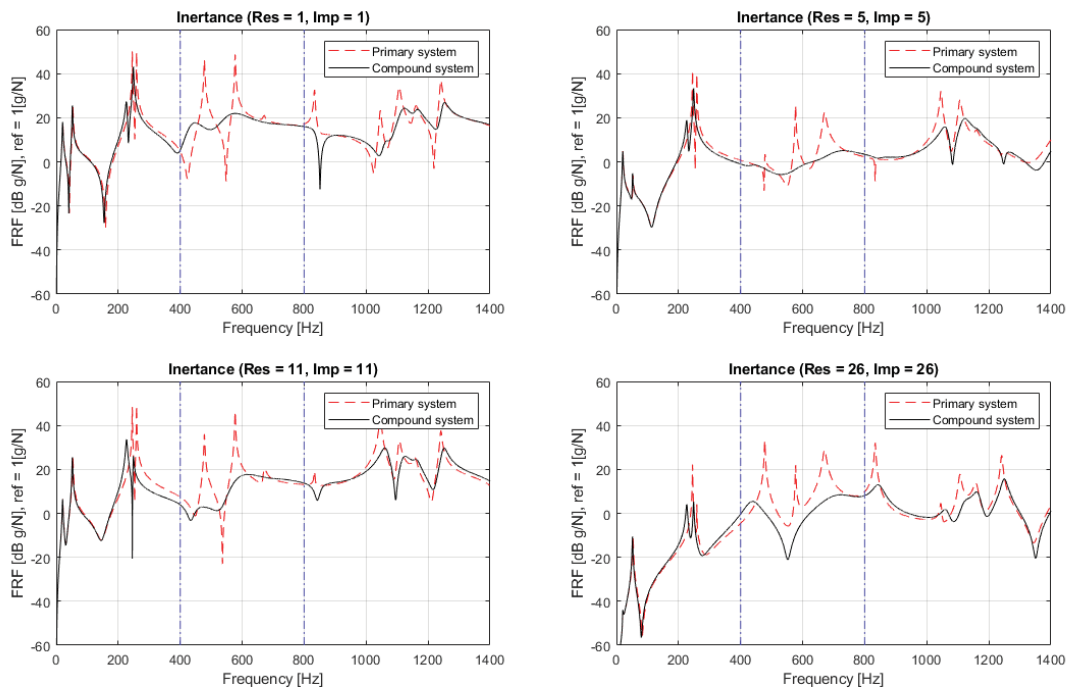 Inertance (Res = 1, Imp = 1)
60
40
20
0
-20
-40
-60
FRF [dB g/N], ref = 1[g/N]
Primary system
Compound system
0 200 400 600 800 1000 1200 1400
Frequency [Hz]
Inertance (Res = 5, Imp = 5)
60
40
20
0
-20
-40
-60
FRF [dB g/N], ref = 1[g/N]
Primary system
Compound system
0 200 400 600 800 1000 1200 1400
Frequency [Hz]
Inertance (Res = 11, Imp = 11)
60
40
20
0
-20
-40
-60
FRF [dB g/N], ref = 1[g/N]
Primary system
Compound system
0 200 400 600 800 1000 1200 1400
Frequency [Hz]
Inertance (Res = 26, Imp = 26)
60
40
20
0
-20
-40
-60
FRF [dB g/N], ref = 1[g/N]
Primary system
Compound system
0 200 400 600 800 1000 1200 1400
Frequency [Hz]